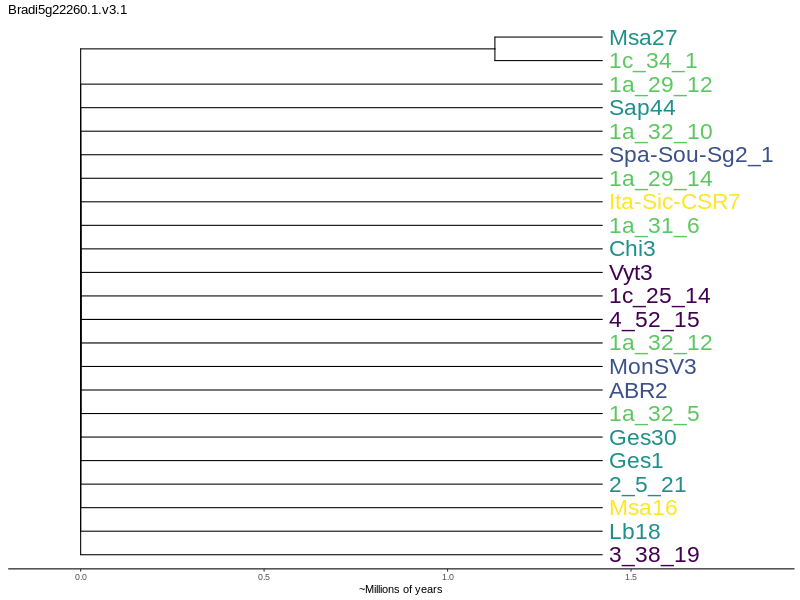 Bradi5g22260.1.v3.1
Msa27
1c_34_1
1a_29_12
Sap44
1a_32_10
Spa-Sou-Sg2_1
1a_29_14
Ita-Sic-CSR7
1a_31_6
Chi3
Vyt3
1c_25_14
4_52_15
1a_32_12
MonSV3
ABR2
1a_32_5
Ges30
Ges1
2_5_21
Msa16
Lb18
3_38_19
0.0 0.5 1.0 1.5
~Millions of years